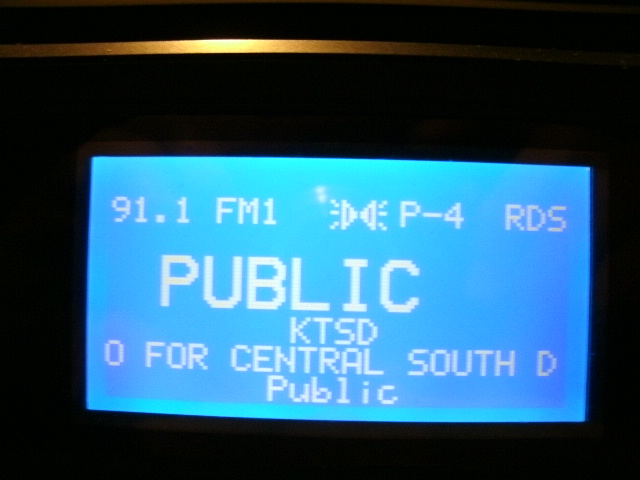 91.1 FM1 P-4 RDS
PUBLIC
KTSD
O FOR CENTRAL SOUTH D
Public